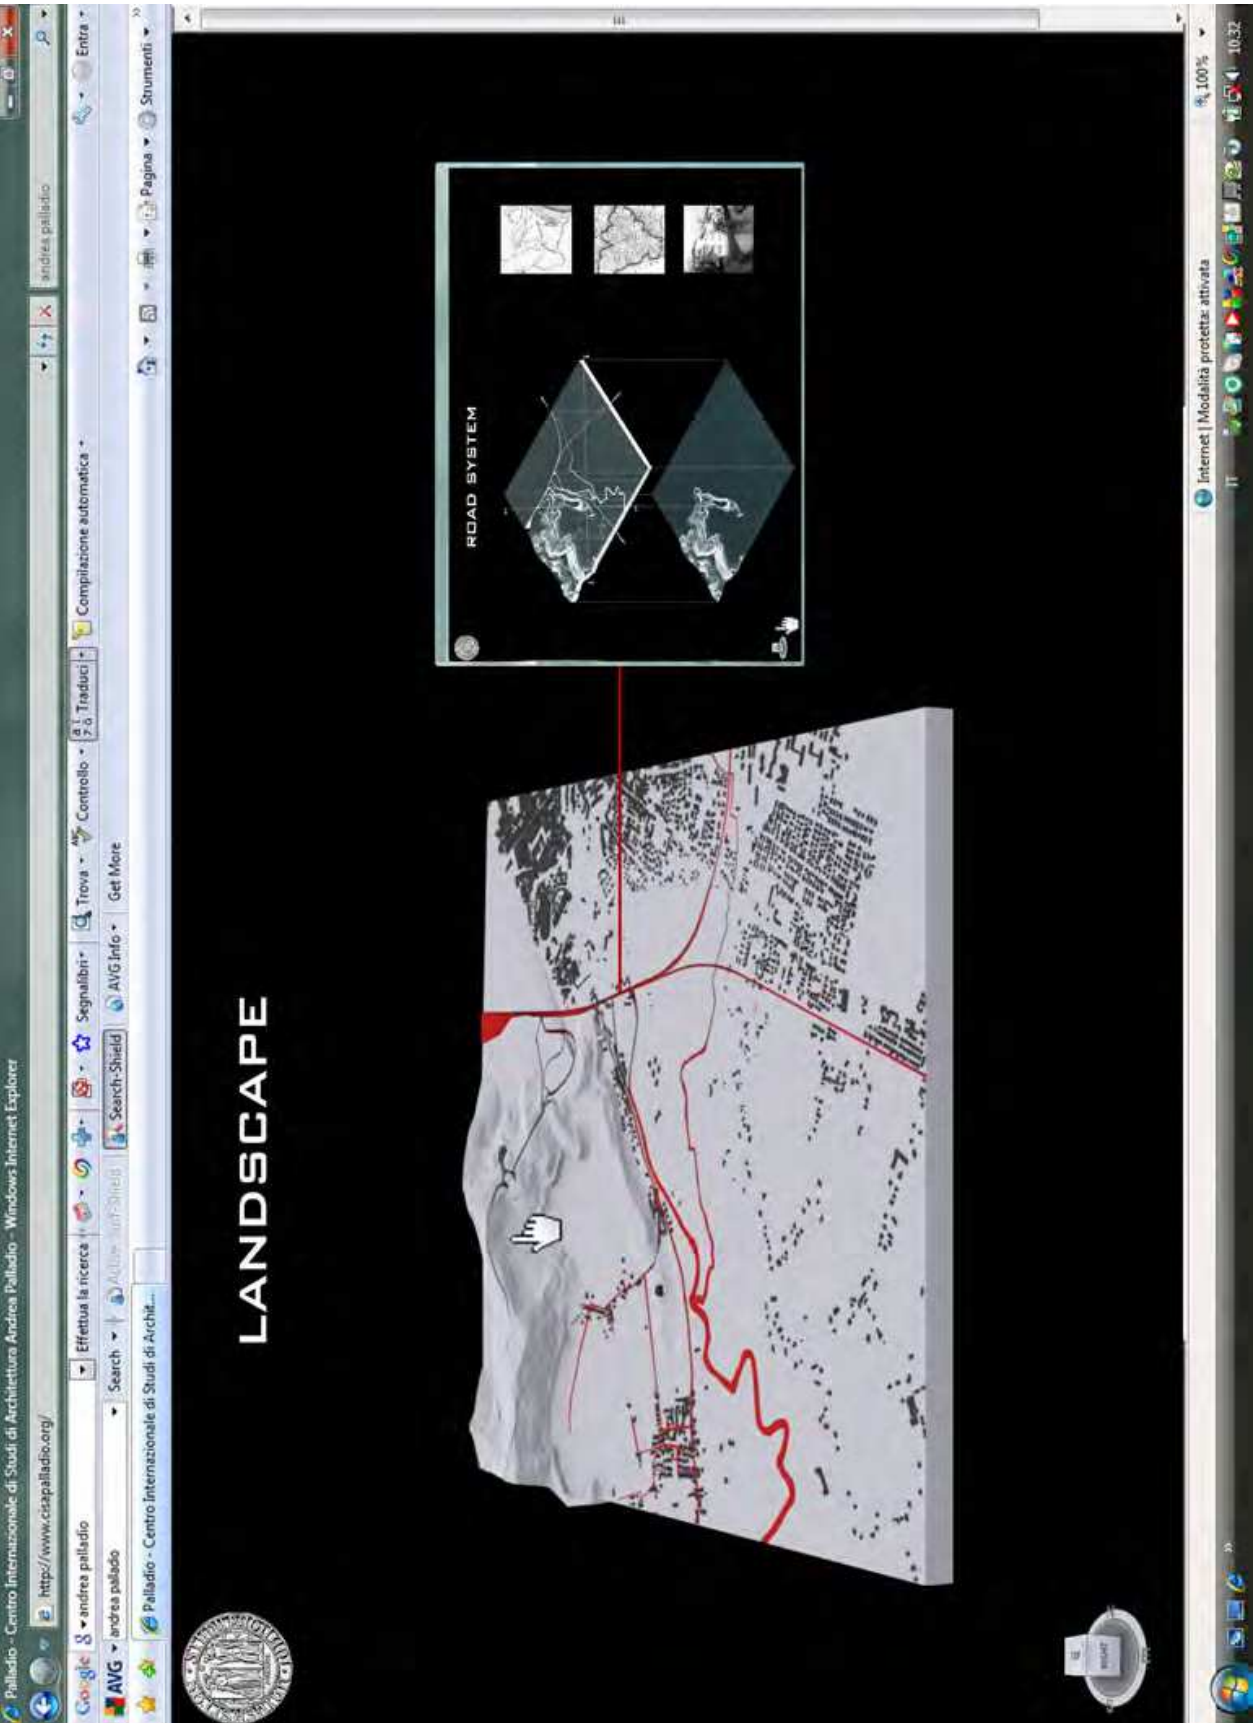 Palladio - Centro Internazionale di Studi di Architettura Andrea Palladio - Windows Internet Explorer
http://www.cisapalladio.org/
andrea palladio
Google
andrea palladio
Effettua la ricerca
Segnalibri
Trova
Controllo
Traduci
Compilazione automatica
Entra
AVG
andrea palladio
Search
Search-Shield
AVG Info
Get More
Palladio - Centro Internazionale di Studi di Archit...
Pagina
Strumenti
LANDSCAPE
ROAD SYSTEM
Internet | Modalità protetta: attivata
100%
IT
10.32